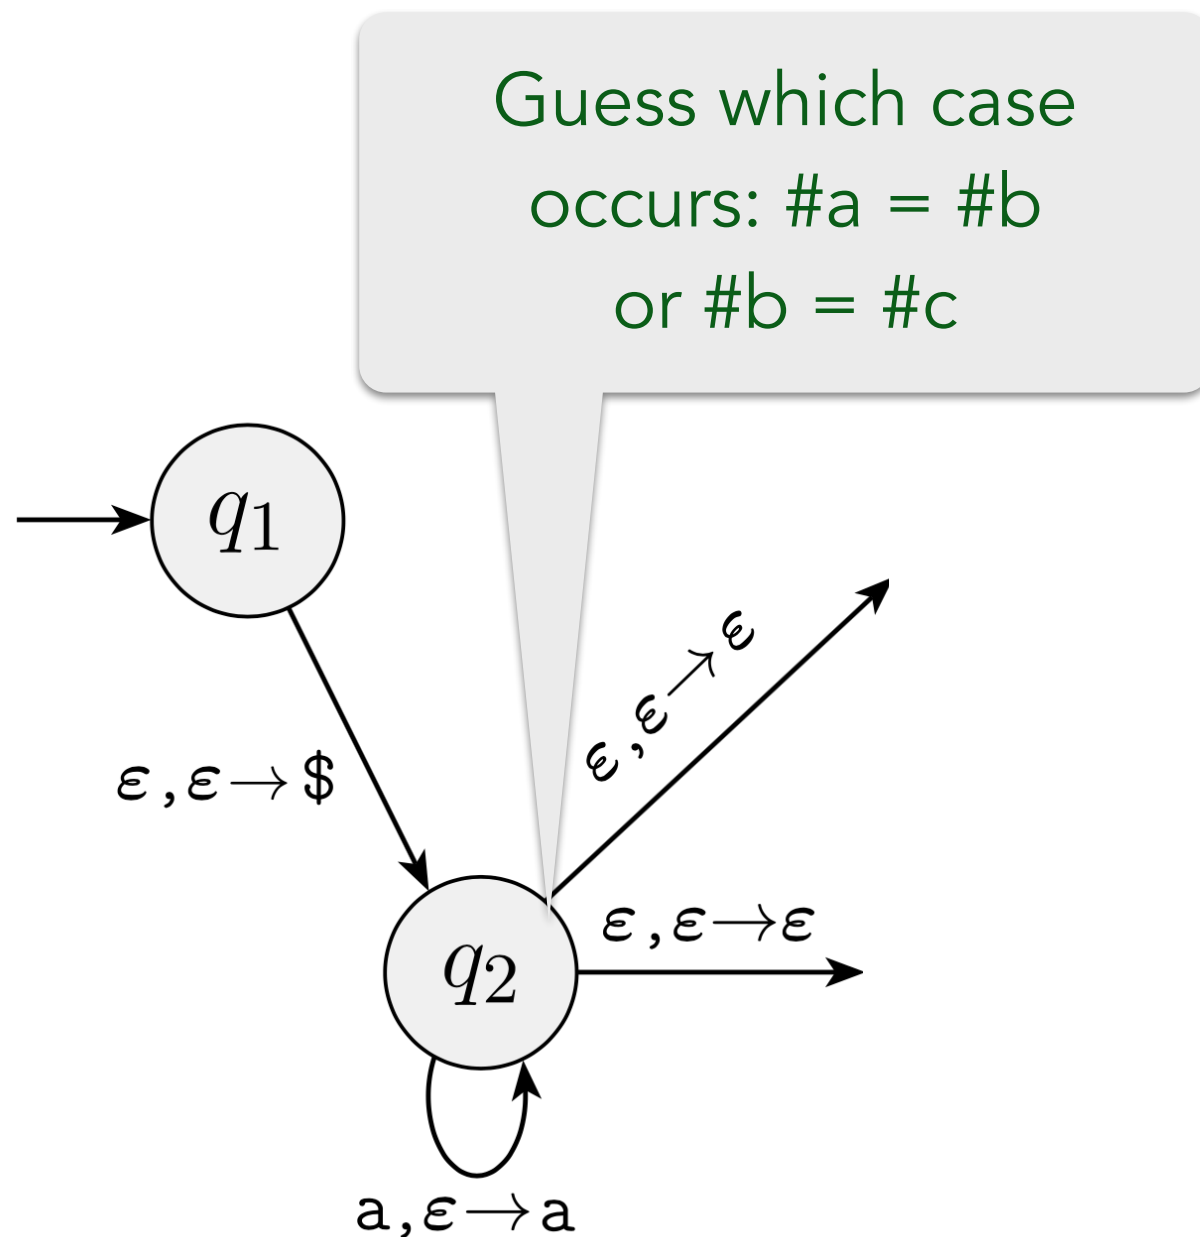 Guess which case
occurs: #a = #b
or #b = #c
q1
ε,ε→ε
ε,ε→$
ε,ε→ε
q2
a,ε→a